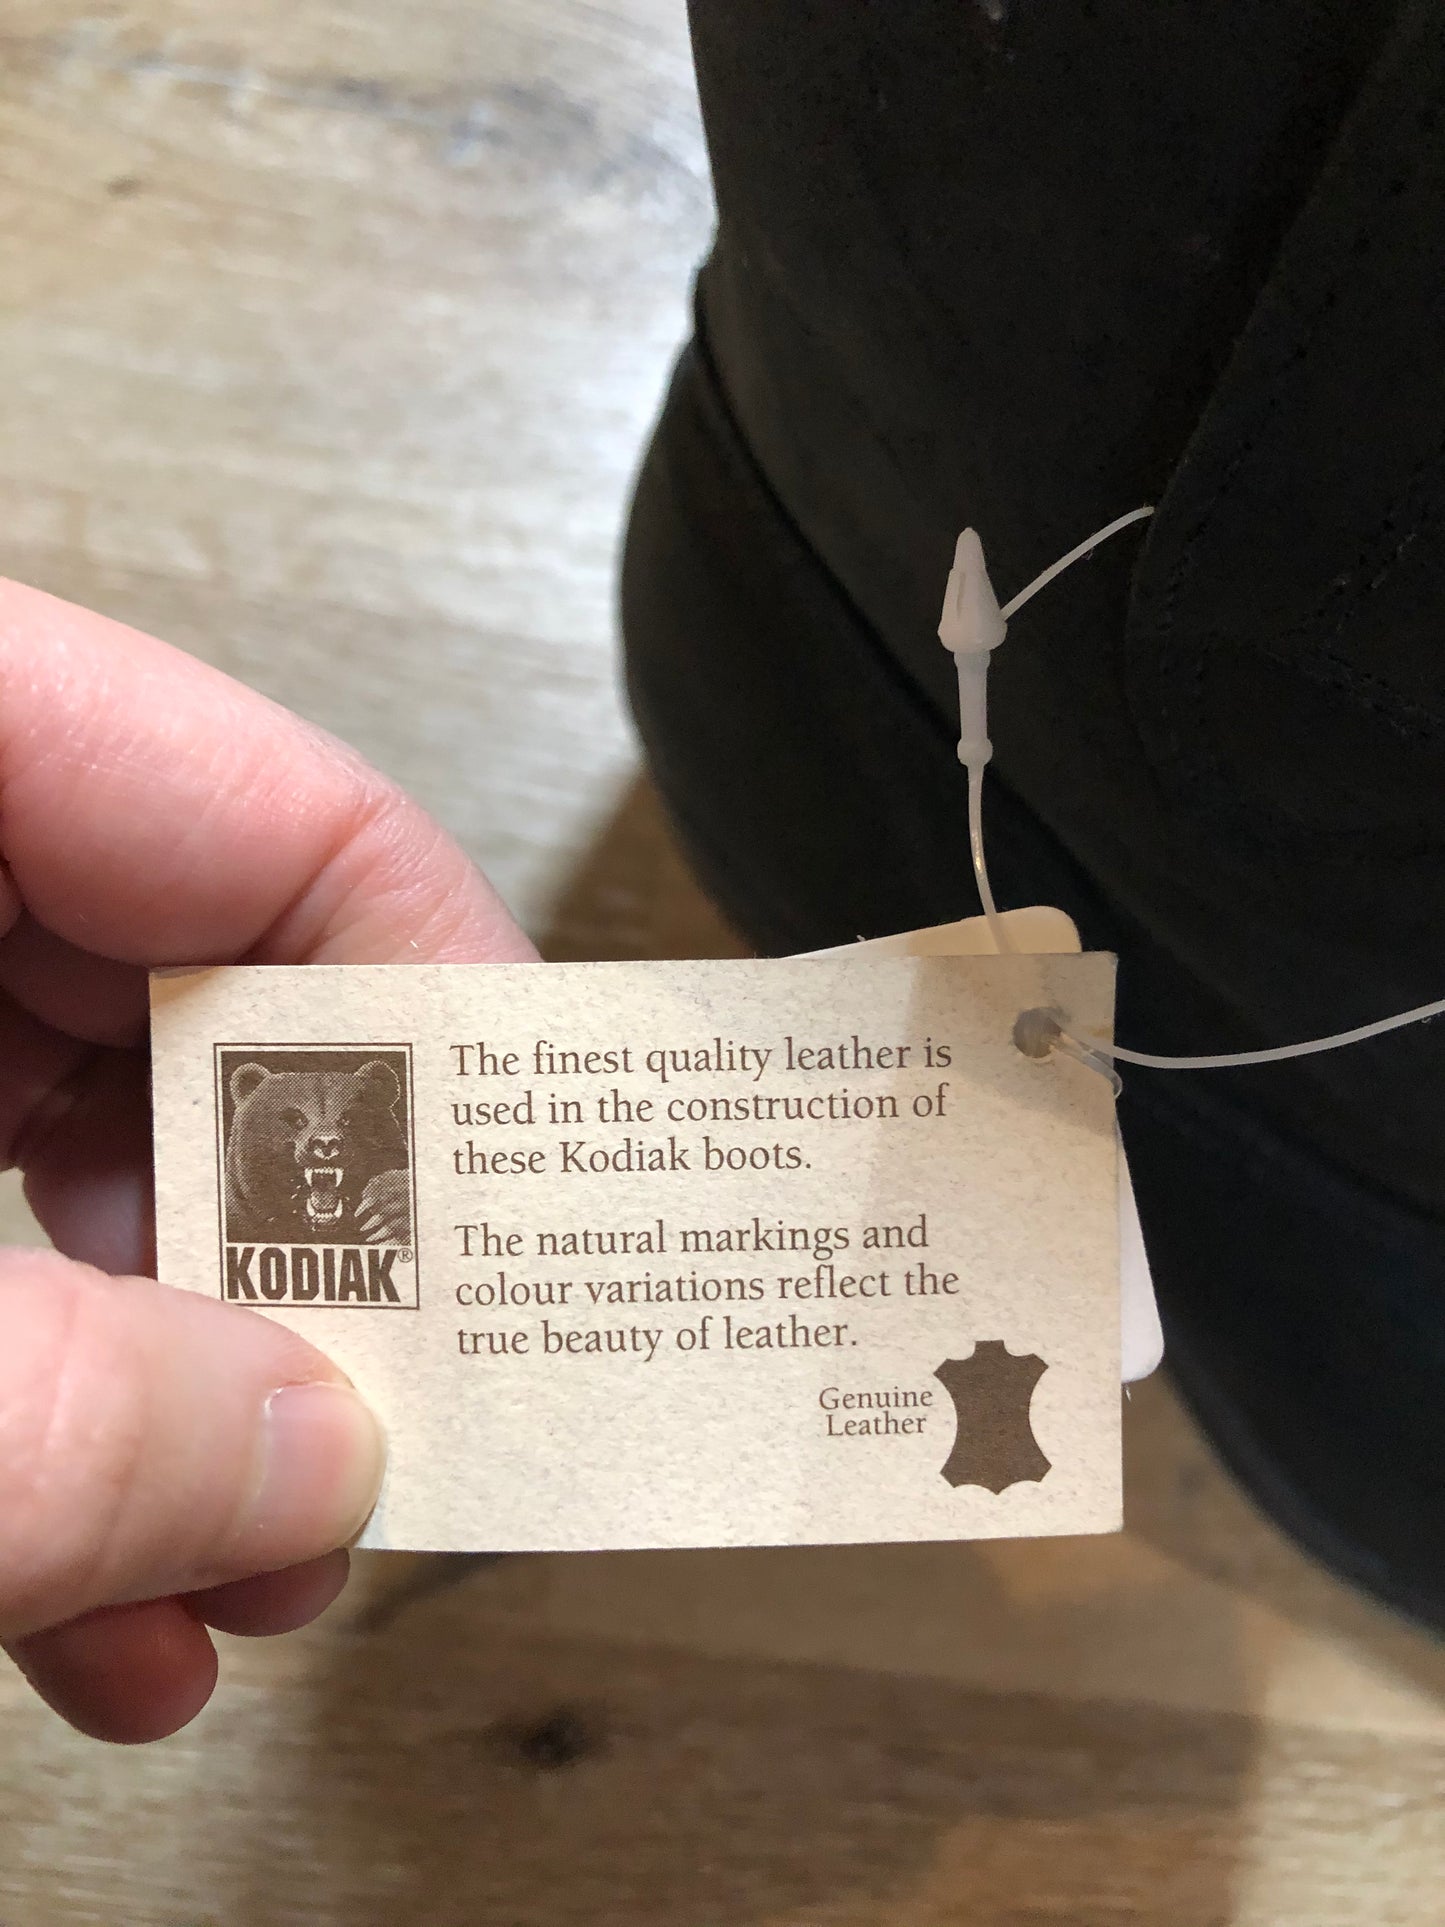 KODIAK®
The finest quality leather is
used in the construction of
these Kodiak boots.
The natural markings and
colour variations reflect the
true beauty of leather.
Genuine
Leather